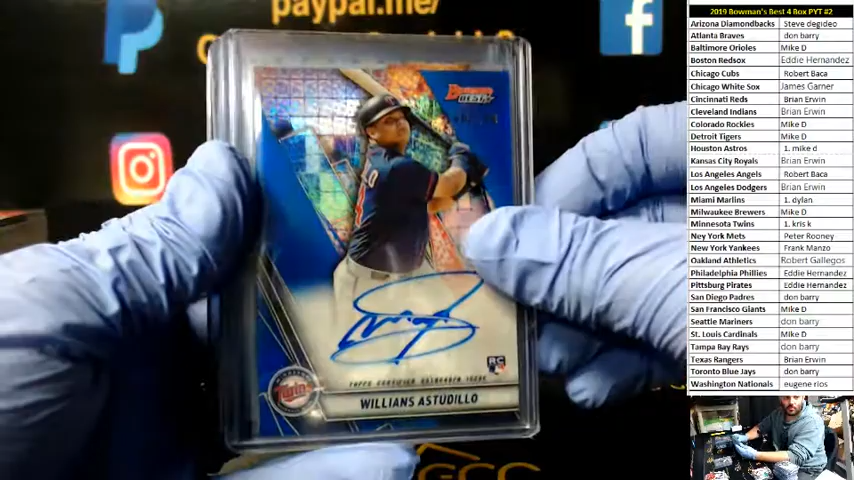 paypal.me/
BOWMAN'S
BEST
Twins
RC
TOPPS CERTIFIED AUTOGRAPH ISSUE
WILLIANS ASTUDILLO
GCC
2019 Bowman's Best 4 Box PYT #2
Arizona Diamondbacks Steve degideo
Atlanta Braves don barry
Baltimore Orioles Mike D
Boston Redsox Eddie Hernandez
Chicago Cubs Robert Baca
Chicago White Sox James Garner
Cincinnati Reds Brian Erwin
Cleveland Indians Brian Erwin
Colorado Rockies Mike D
Detroit Tigers Mike D
Houston Astros 1. mike d
Kansas City Royals Brian Erwin
Los Angeles Angels Robert Baca
Los Angeles Dodgers Brian Erwin
Miami Marlins 1. dylan
Milwaukee Brewers Mike D
Minnesota Twins 1. kris k
Ney York Mets Peter Rooney
New York Yankees Frank Manzo
Oakland Athletics Robert Gallegos
Philadelphia Phillies Eddie Hernandez
Pittsburg Pirates Eddie Hernandez
San Diego Padres don barry
San Francisco Giants Mike D
Seattle Mariners don barry
St. Louis Cardinals Mike D
Tampa Bay Rays don barry
Texas Rangers Brian Erwin
Toronto Blue Jays don barry
Washington Nationals eugene rios